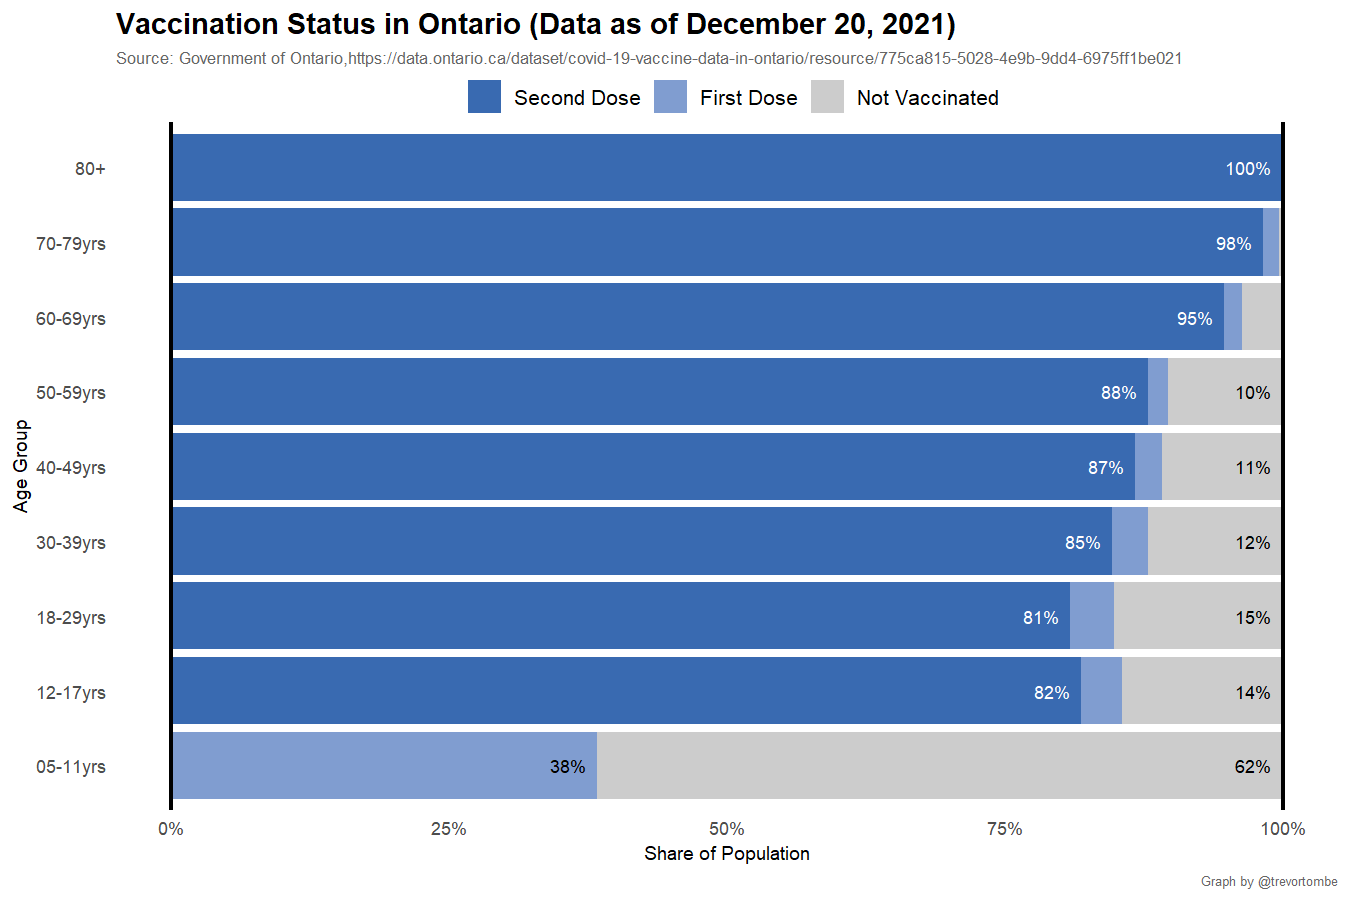 Vaccination Status in Ontario (Data as of December 20, 2021)
Source: Government of Ontario,https://data.ontario.ca/dataset/covid-19-vaccine-data-in-ontario/resource/775ca815-5028-4e9b-9dd4-6975ff1be021
Second Dose First Dose Not Vaccinated
80+ 100%
70-79yrs 98%
60-69yrs 95%
50-59yrs 88% 10%
Age Group
40-49yrs 87% 11%
30-39yrs 85% 12%
18-29yrs 81% 15%
12-17yrs 82% 14%
05-11yrs 38% 62%
0% 25% 50% 75% 100%
Share of Population
Graph by @trevortombe